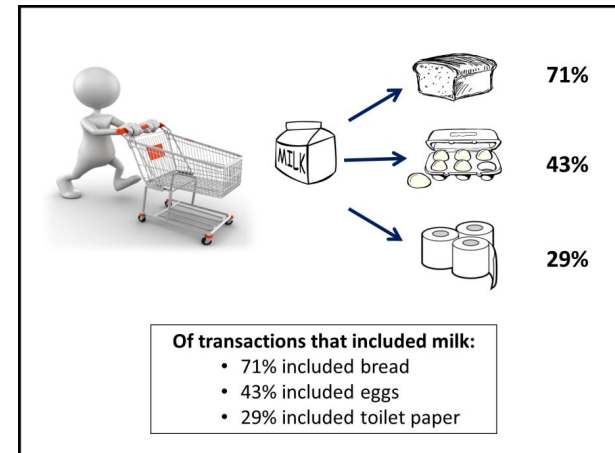 71%
MILK
43%
29%
Of transactions that included milk:
• 71% included bread
• 43% included eggs
• 29% included toilet paper